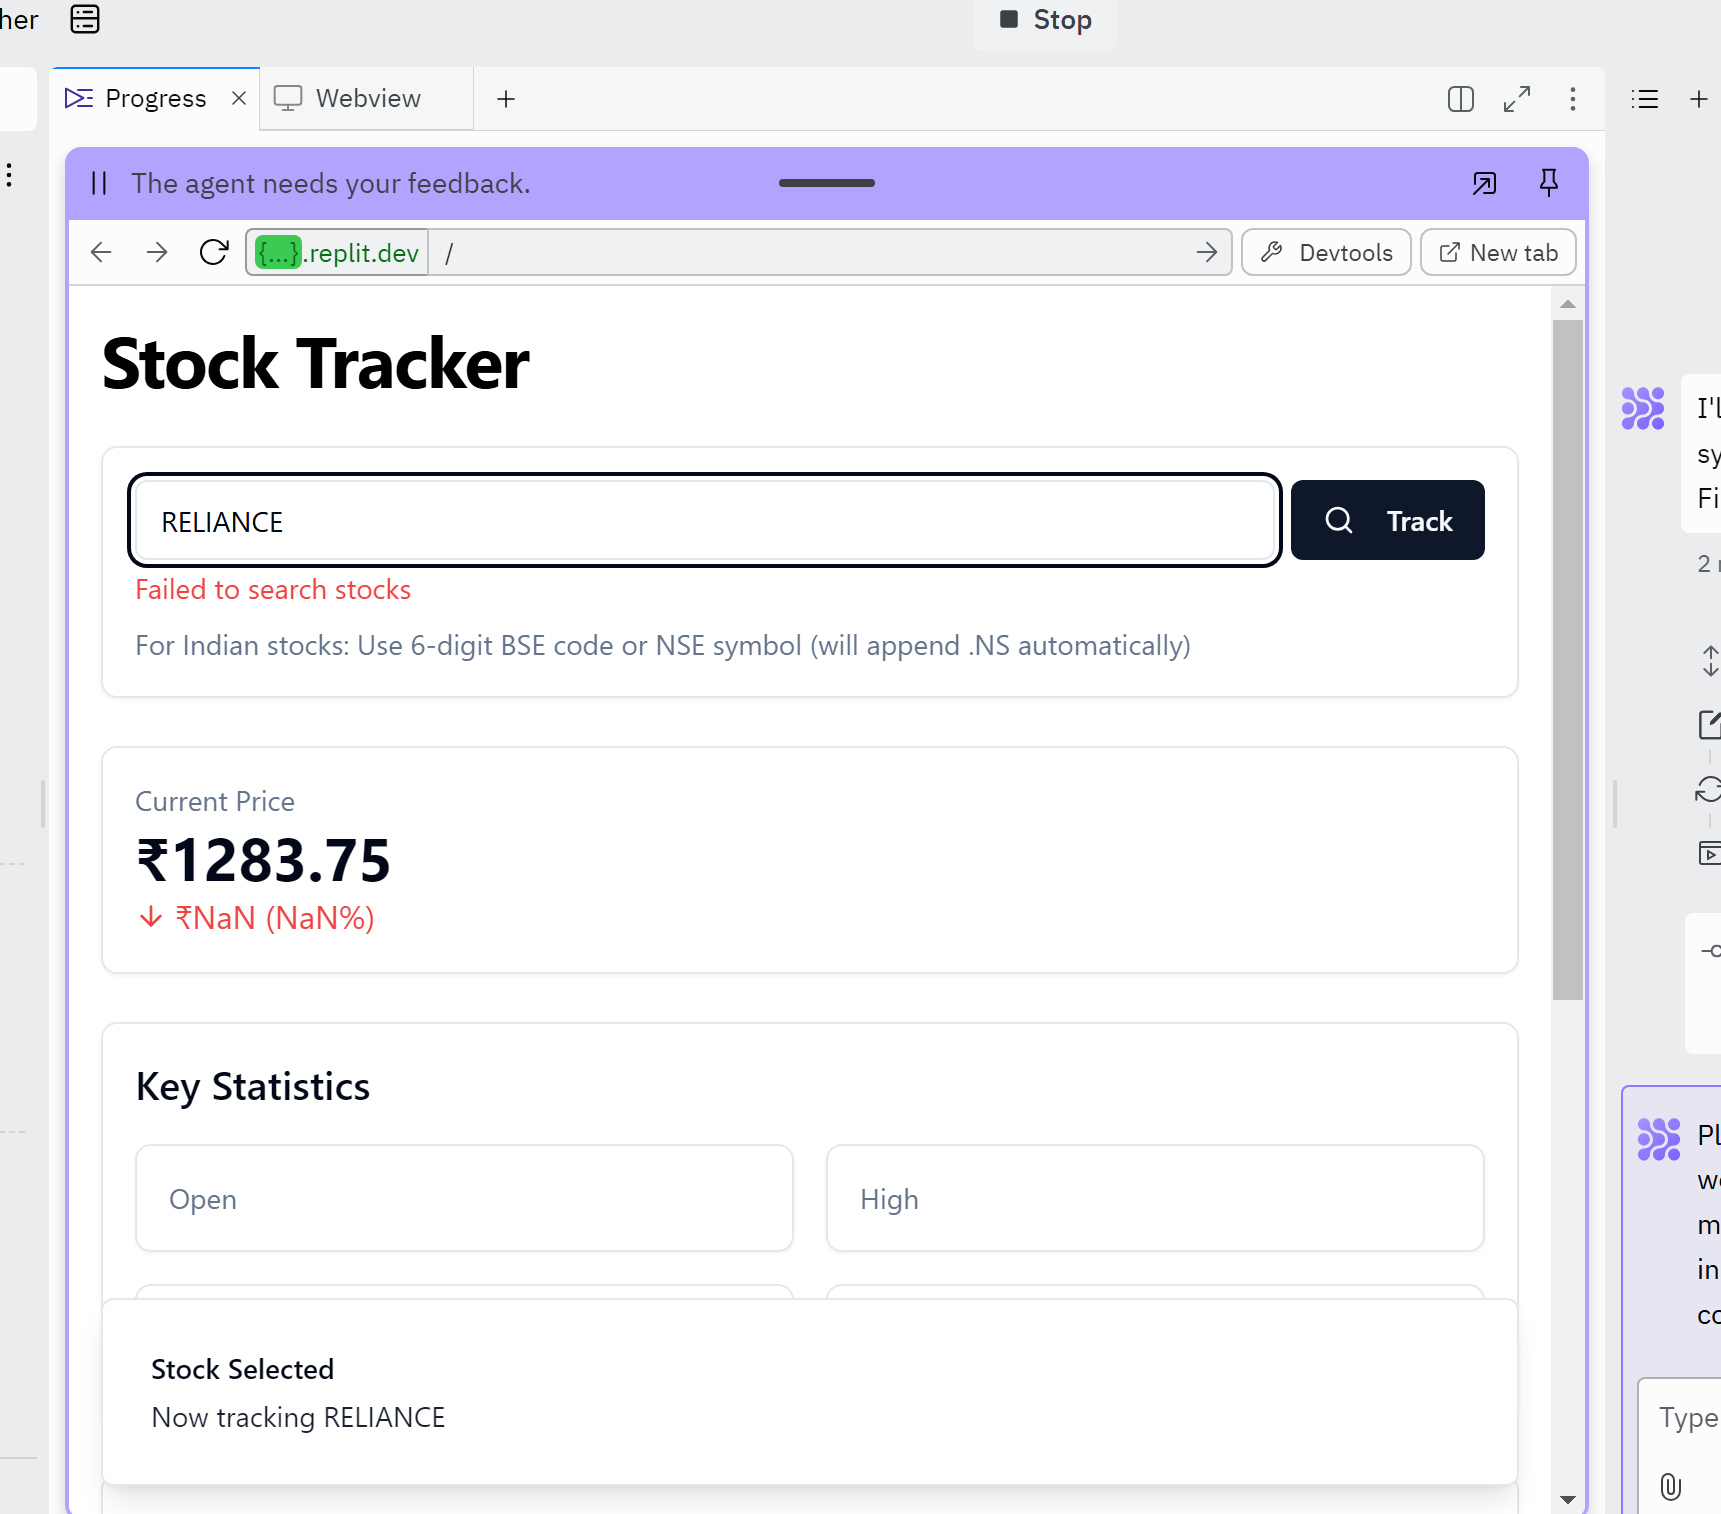 her
Stop
Progress
Webview
The agent needs your feedback.
{...}.replit.dev
/
Devtools
New tab
Stock Tracker
RELIANCE
Track
Failed to search stocks
For Indian stocks: Use 6-digit BSE code or NSE symbol (will append .NS automatically)
Current Price
₹1283.75
↓ ₹NaN (NaN%)
Key Statistics
Open
High
Stock Selected
Now tracking RELIANCE
I'l
sy
Fi
2
Pl
we
m
in
co
Type